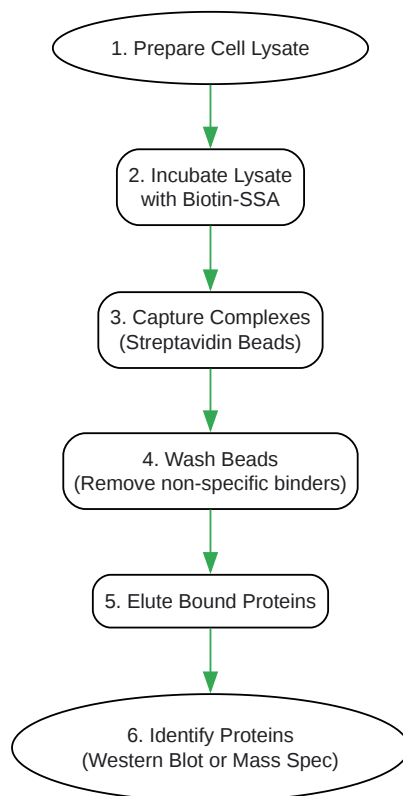 1. Prepare Cell Lysate
2. Incubate Lysate
with Biotin-SSA
3. Capture Complexes
(Streptavidin Beads)
4. Wash Beads
(Remove non-specific binders)
5. Elute Bound Proteins
6. Identify Proteins
(Western Blot or Mass Spec)